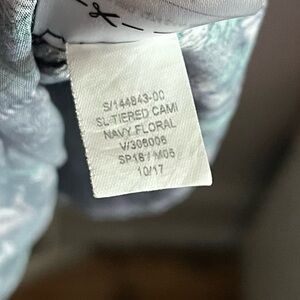 S/144843-00
SL-TIERED CAMI
NAVY FLORAL
V/306006
SP18 / M05
10/17